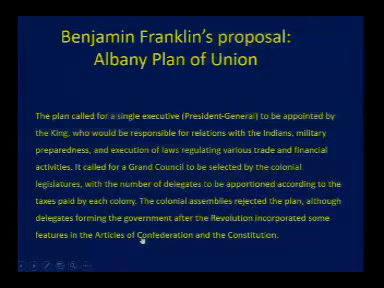 Benjamin Franklin's proposal:
Albany Plan of Union
The plan called for a single executive (President-General) to be appointed by
the King, who would be responsible for relations with the Indians, military
preparedness, and execution of laws regulating various trade and financial
activities. It called for a Grand Council to be selected by the colonial
legislatures, with the number of delegates to be apportioned according to the
taxes paid by each colony. The colonial assemblies rejected the plan, although
delegates forming the government after the Revolution incorporated some
features in the Articles of Confederation and the Constitution.